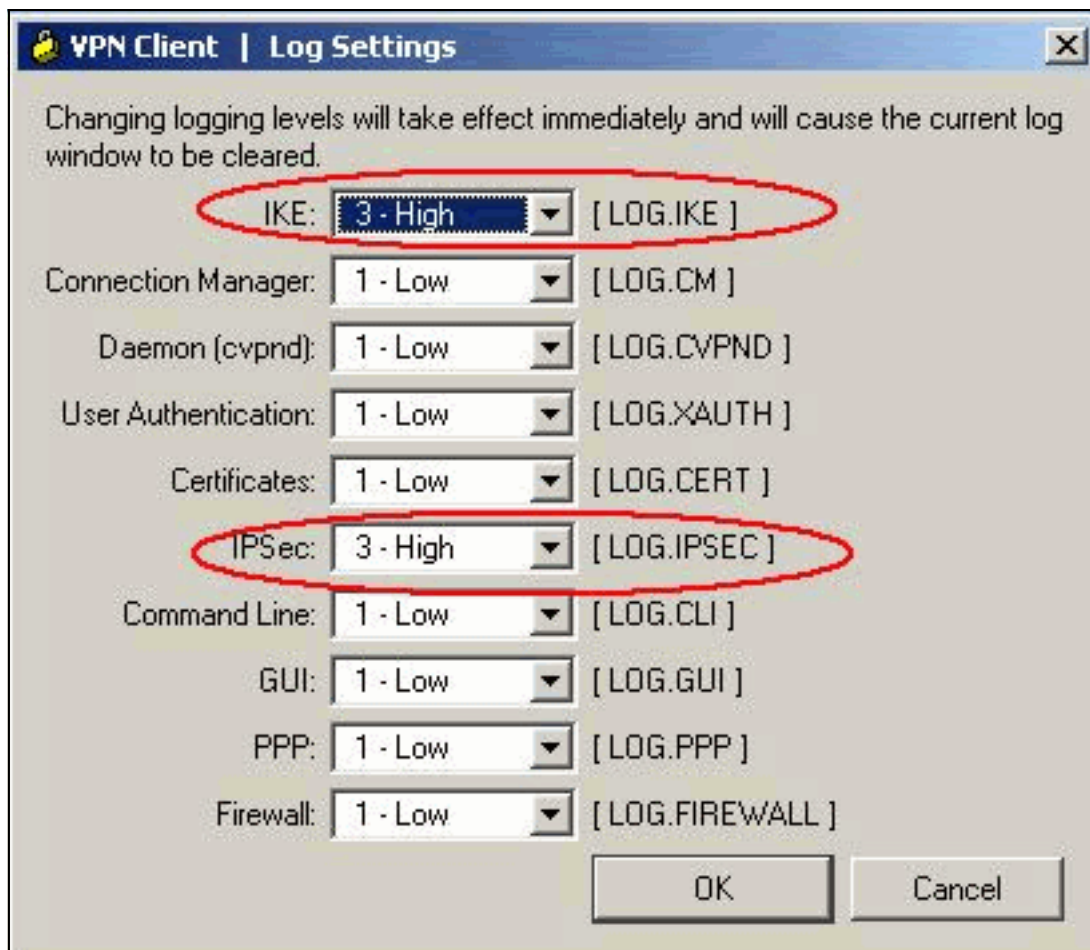 VPN Client | Log Settings
Changing logging levels will take effect immediately and will cause the current log
window to be cleared.
IKE: 3 - High [ LOG.IKE ]
Connection Manager: 1 - Low [ LOG.CM ]
Daemon (cvpnd): 1 - Low [ LOG.CVPND ]
User Authentication: 1 - Low [ LOG.XAUTH ]
Certificates: 1 - Low [ LOG.CERT ]
IPSec: 3 - High [ LOG.IPSEC ]
Command Line: 1 - Low [ LOG.CLI ]
GUI: 1 - Low [ LOG.GUI ]
PPP: 1 - Low [ LOG.PPP ]
Firewall: 1 - Low [ LOG.FIREWALL ]
OK Cancel